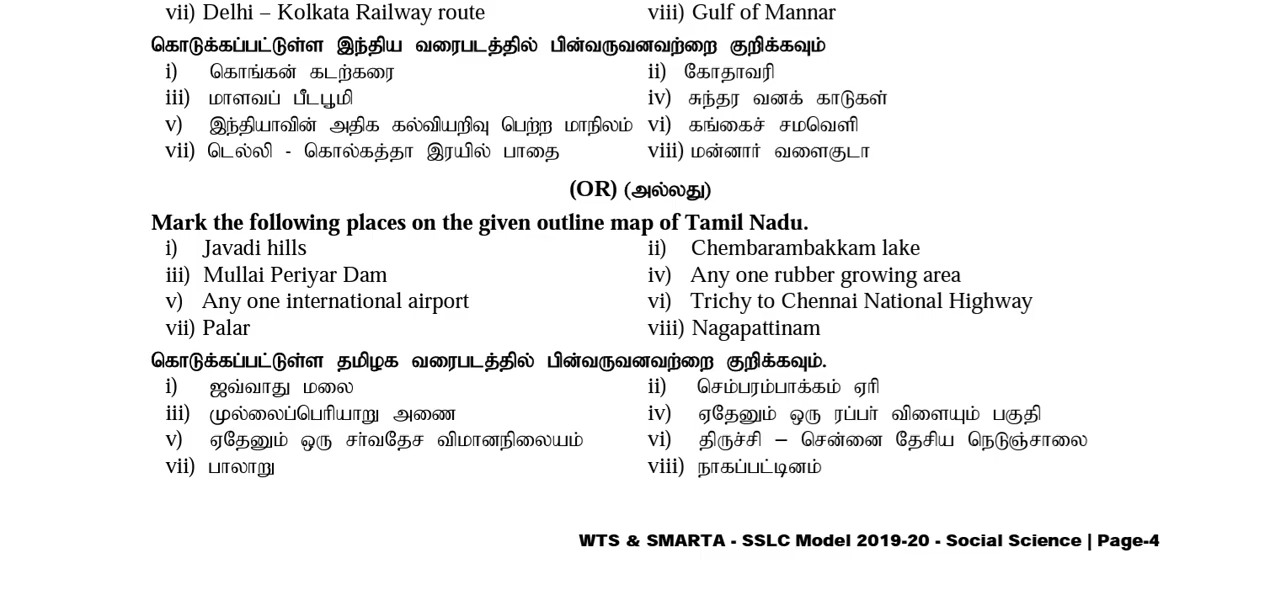 vii) Delhi – Kolkata Railway route viii) Gulf of Mannar
கொடுக்கப்பட்டுள்ள இந்திய வரைபடத்தில் பின்வருவனவற்றை குறிக்கவும்
i) கொங்கன் கடற்கரை ii) கோதாவரி
iii) மாளவப் பீடபூமி iv) சுந்தர வனக் காடுகள்
v) இந்தியாவின் அதிக கல்வியறிவு பெற்ற மாநிலம் vi) கங்கைச் சமவெளி
vii) டெல்லி - கொல்கத்தா இரயில் பாதை viii) மன்னார் வளைகுடா
(OR) (அல்லது)
Mark the following places on the given outline map of Tamil Nadu.
i) Javadi hills ii) Chembarambakkam lake
iii) Mullai Periyar Dam iv) Any one rubber growing area
v) Any one international airport vi) Trichy to Chennai National Highway
vii) Palar viii) Nagapattinam
கொடுக்கப்பட்டுள்ள தமிழக வரைபடத்தில் பின்வருவனவற்றை குறிக்கவும்.
i) ஜவ்வாது மலை ii) செம்பரம்பாக்கம் ஏரி
iii) முல்லைப்பெரியாறு அணை iv) ஏதேனும் ஒரு ரப்பர் விளையும் பகுதி
v) ஏதேனும் ஒரு சர்வதேச விமானநிலையம் vi) திருச்சி – சென்னை தேசிய நெடுஞ்சாலை
vii) பாலாறு viii) நாகப்பட்டினம்
WTS & SMARTA - SSLC Model 2019-20 - Social Science | Page-4